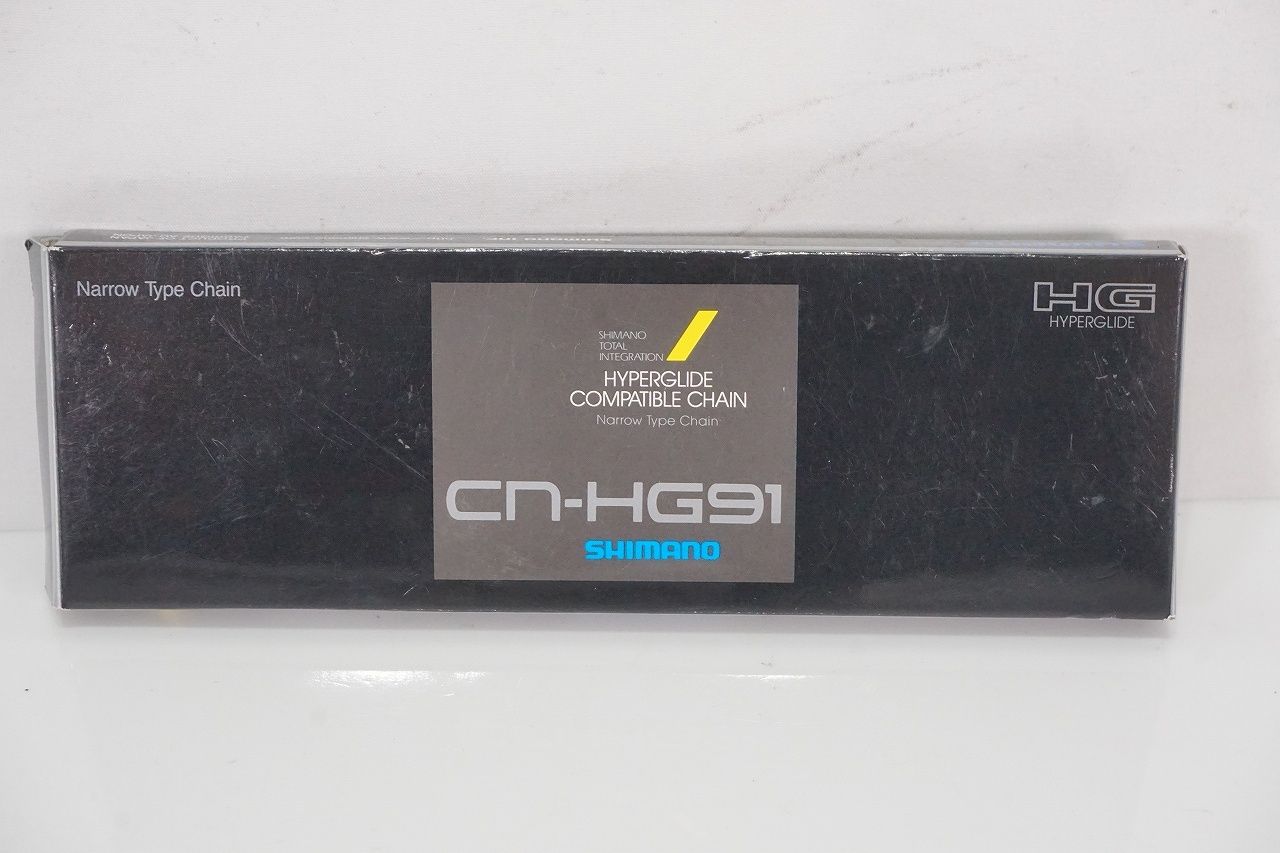 Narrow Type Chain
HG
HYPERGLIDE
SHIMANO
TOTAL
INTEGRATION
HYPERGLIDE
COMPATIBLE CHAIN
Narrow Type Chain
CN-HG91
SHIMANO